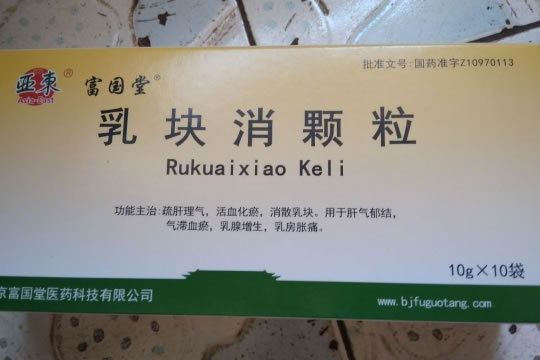 批准文号:国药准字Z10970113
亚东®
Asia-East
富国堂®
乳块消颗粒
Rukuaixiao Keli
功能主治:疏肝理气，活血化瘀，消散乳块。用于肝气郁结，
气滞血瘀，乳腺增生，乳房胀痛。
10g×10袋
京富国堂医药科技有限公司
www.bjfuguotang.com